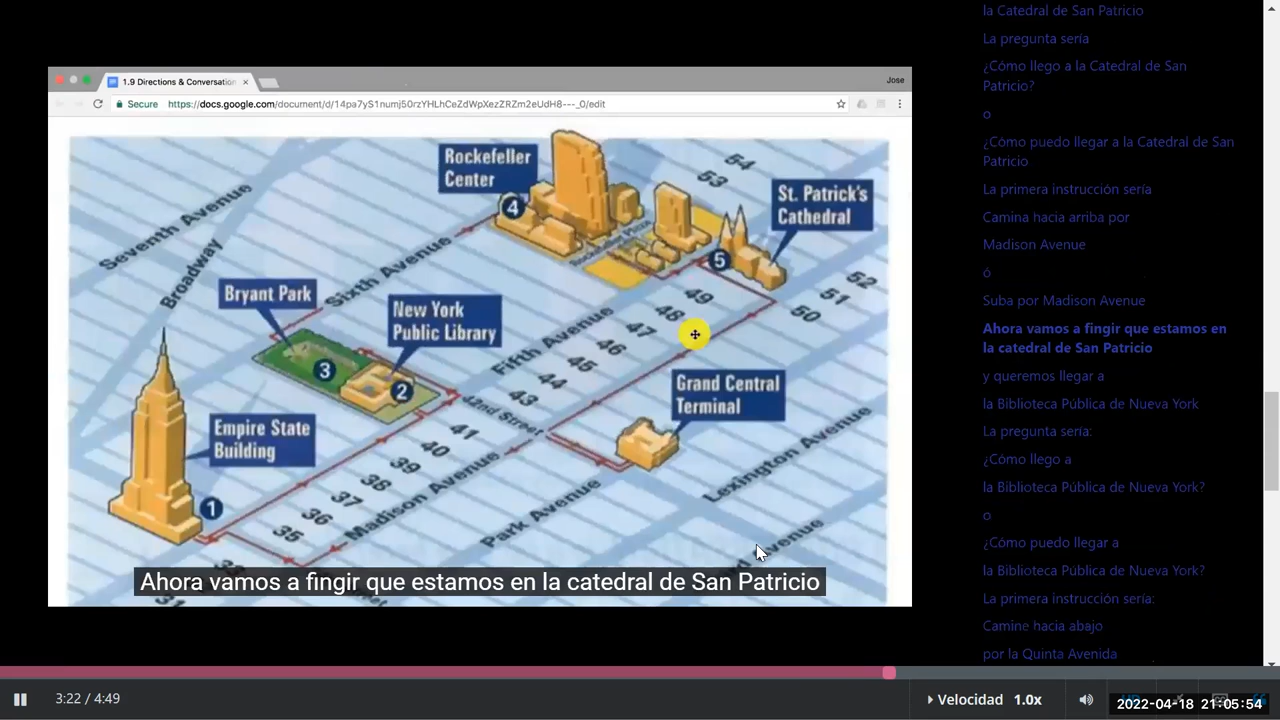 la Catedral de San Patricio
La pregunta sería
¿Cómo llego a la Catedral de San
Patricio?
o
¿Cómo puedo llegar a la Catedral de San
Patricio
La primera instrucción sería
Camina hacia arriba por
Madison Avenue
ó
Suba por Madison Avenue
Ahora vamos a fingir que estamos en
la catedral de San Patricio
y queremos llegar a
la Biblioteca Pública de Nueva York
La pregunta sería:
¿Cómo llego a
la Biblioteca Pública de Nueva York?
o
¿Cómo puedo llegar a
la Biblioteca Pública de Nueva York?
La primera instrucción sería:
Camine hacia abajo
por la Quinta Avenida
1.9 Directions & Conversation
Jose
Secure
https://docs.google.com/document/d/14pa7yS1numj50rzYHLhCeZdWpXezZRZm2eUdH8---_0/edit
Rockefeller
Center
4
54
53
St. Patrick's
Cathedral
5
Seventh Avenue
Broadway
Sixth Avenue
Bryant Park
New York
Public Library
3
2
Fifth Avenue
49
48
47
46
45
44
43
42nd Street
52
51
50
Grand Central
Terminal
Empire State
Building
1
41
40
39
38
37
36
35
31
Madison Avenue
Park Avenue
Lexington Avenue
Avenue
Ahora vamos a fingir que estamos en la catedral de San Patricio
3:22 / 4:49
Velocidad 1.0x
2022-04-18 21:05:54